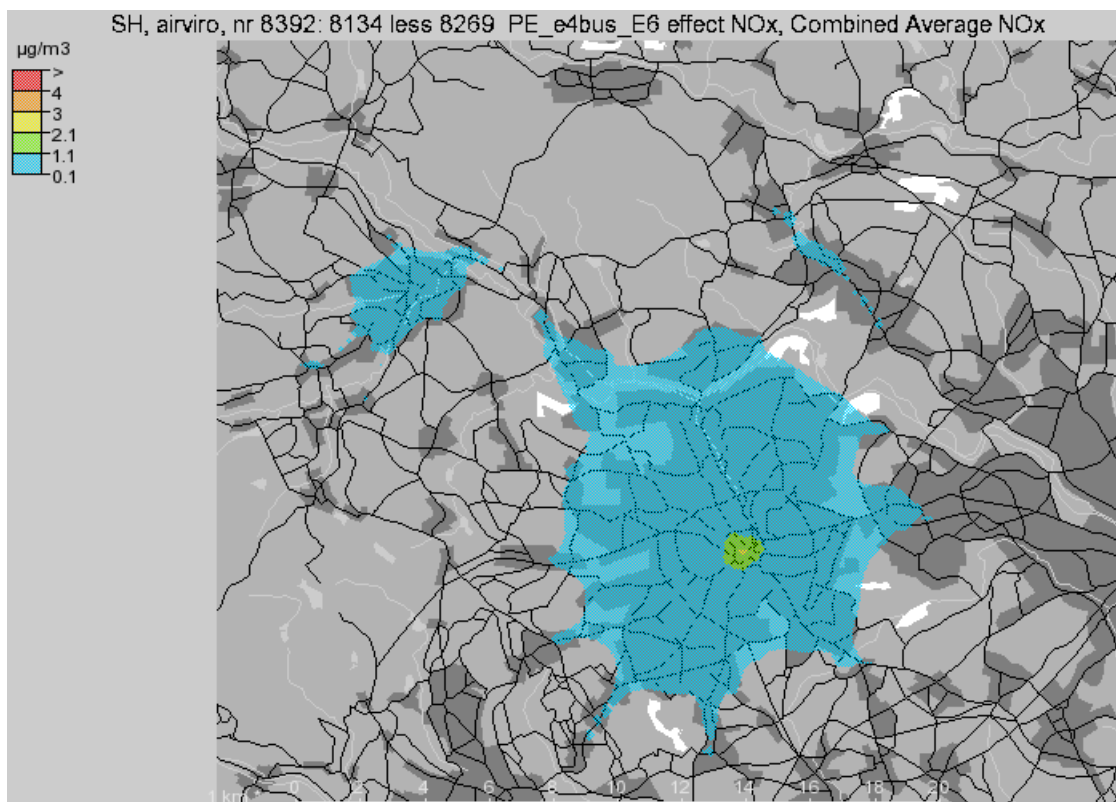 SH, airviro, nr 8392: 8134 less 8269 PE_e4bus_E6 effect NOx, Combined Average NOx
µg/m3
>
4
3
2.1
1.1
0.1
1 km 0 2 4 6 8 10 12 14 16 18 20